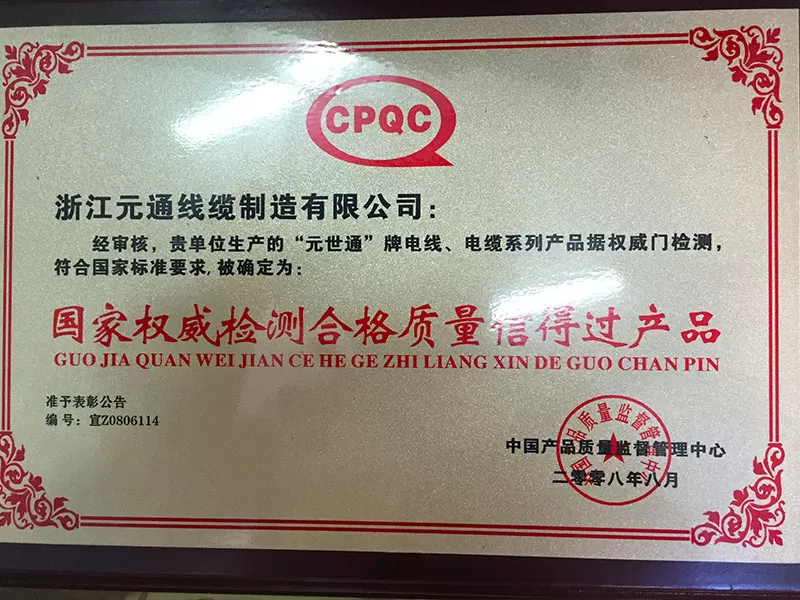 CPQC
浙江元通线缆制造有限公司：
经审核，贵单位生产的“元世通”牌电线、电缆系列产品据权威门检测，
符合国家标准要求，被确定为：
国家权威检测合格质量信得过产品
GUO JIA QUAN WEI JIAN CE HE GE ZHI LIANG XIN DE GUO CHAN PIN
准予表彰公告
编号：宣Z0806114
中国产品质量监督管理中心
二零零八年八月